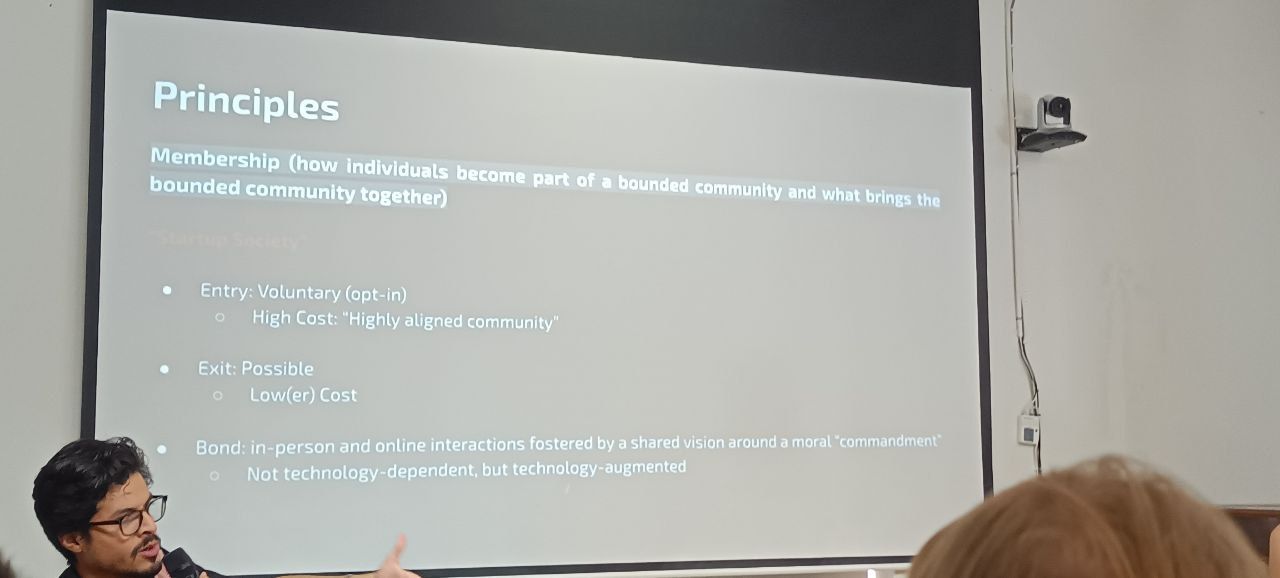 Principles
Membership (how individuals become part of a bounded community and what brings the
bounded community together)
"Startup Society"
Entry: Voluntary (opt-in)
High Cost: "Highly aligned community"
Exit: Possible
Low(er) Cost
Bond: in-person and online interactions fostered by a shared vision around a moral "commandment"
Not technology-dependent, but technology-augmented